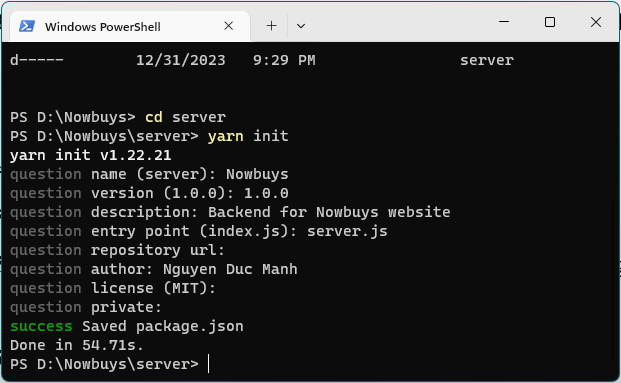 Windows PowerShell
d-----          12/31/2023   9:29 PM                server
PS D:\Nowbuys> cd server
PS D:\Nowbuys\server> yarn init
yarn init v1.22.21
question name (server): Nowbuys
question version (1.0.0): 1.0.0
question description: Backend for Nowbuys website
question entry point (index.js): server.js
question repository url:
question author: Nguyen Duc Manh
question license (MIT):
question private:
success Saved package.json
Done in 54.71s.
PS D:\Nowbuys\server>